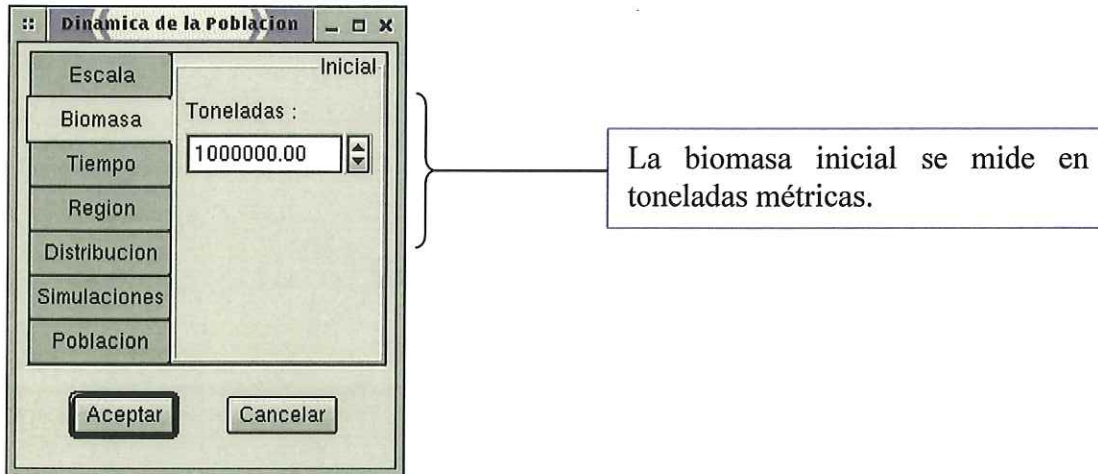 Dinamica de la Poblacion
Escala
Biomasa
Tiempo
Region
Distribucion
Simulaciones
Poblacion
Inicial
Toneladas :
1000000.00
Aceptar
Cancelar
La biomasa inicial se mide en
toneladas métricas.